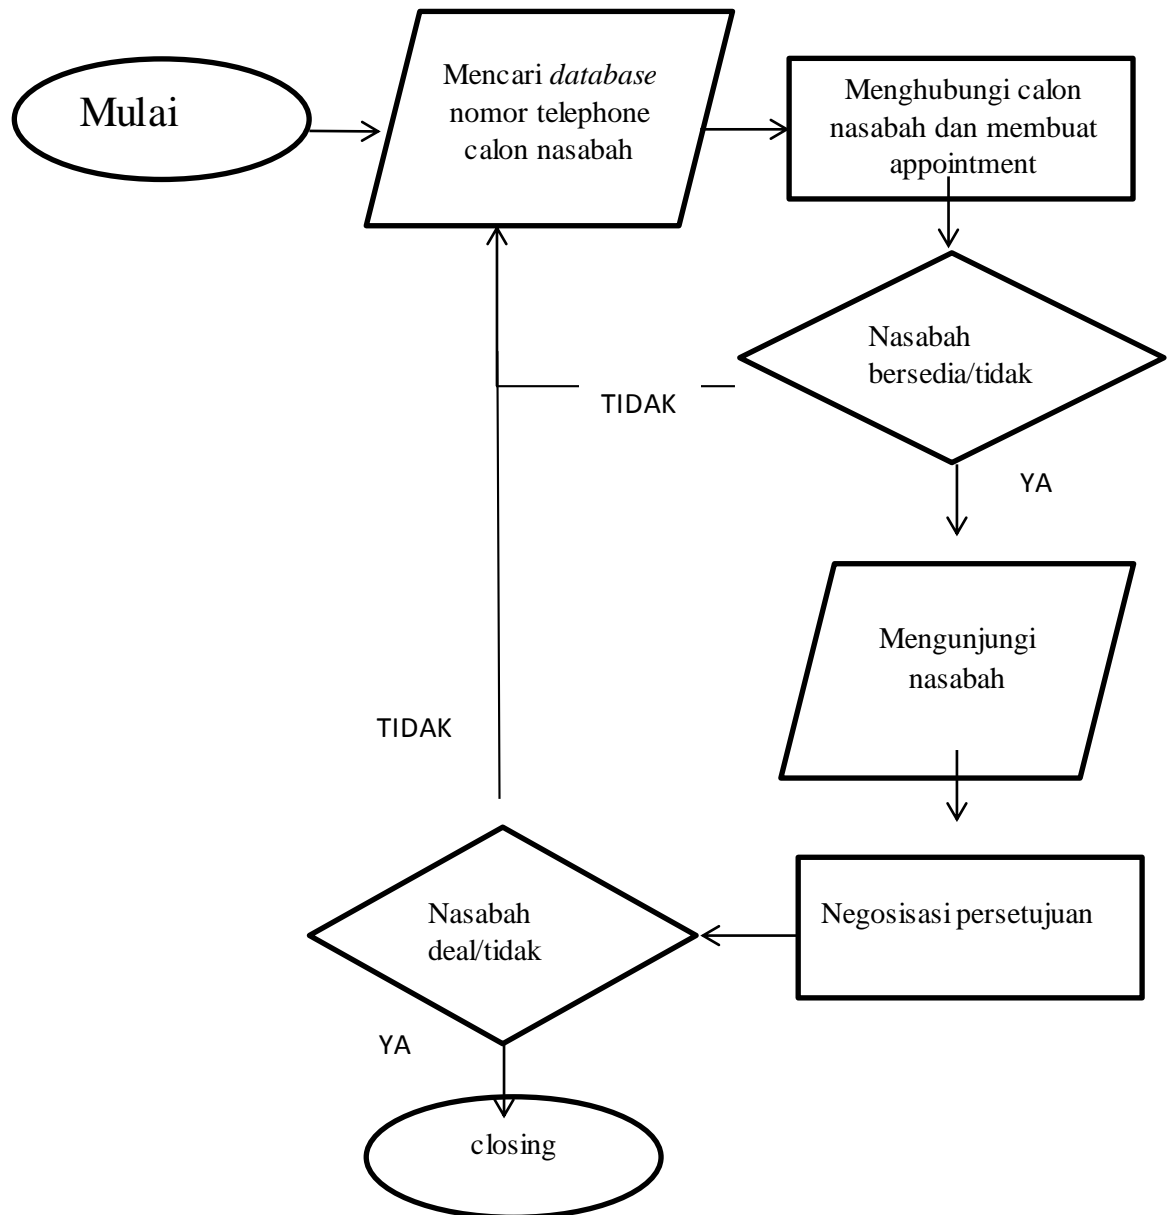 Mulai
Mencari database
nomor telephone
calon nasabah
Menghubungi calon
nasabah dan membuat
appointment
Nasabah
bersedia/tidak
TIDAK
YA
Mengunjungi
nasabah
TIDAK
Negosisasi persetujuan
Nasabah
deal/tidak
YA
closing